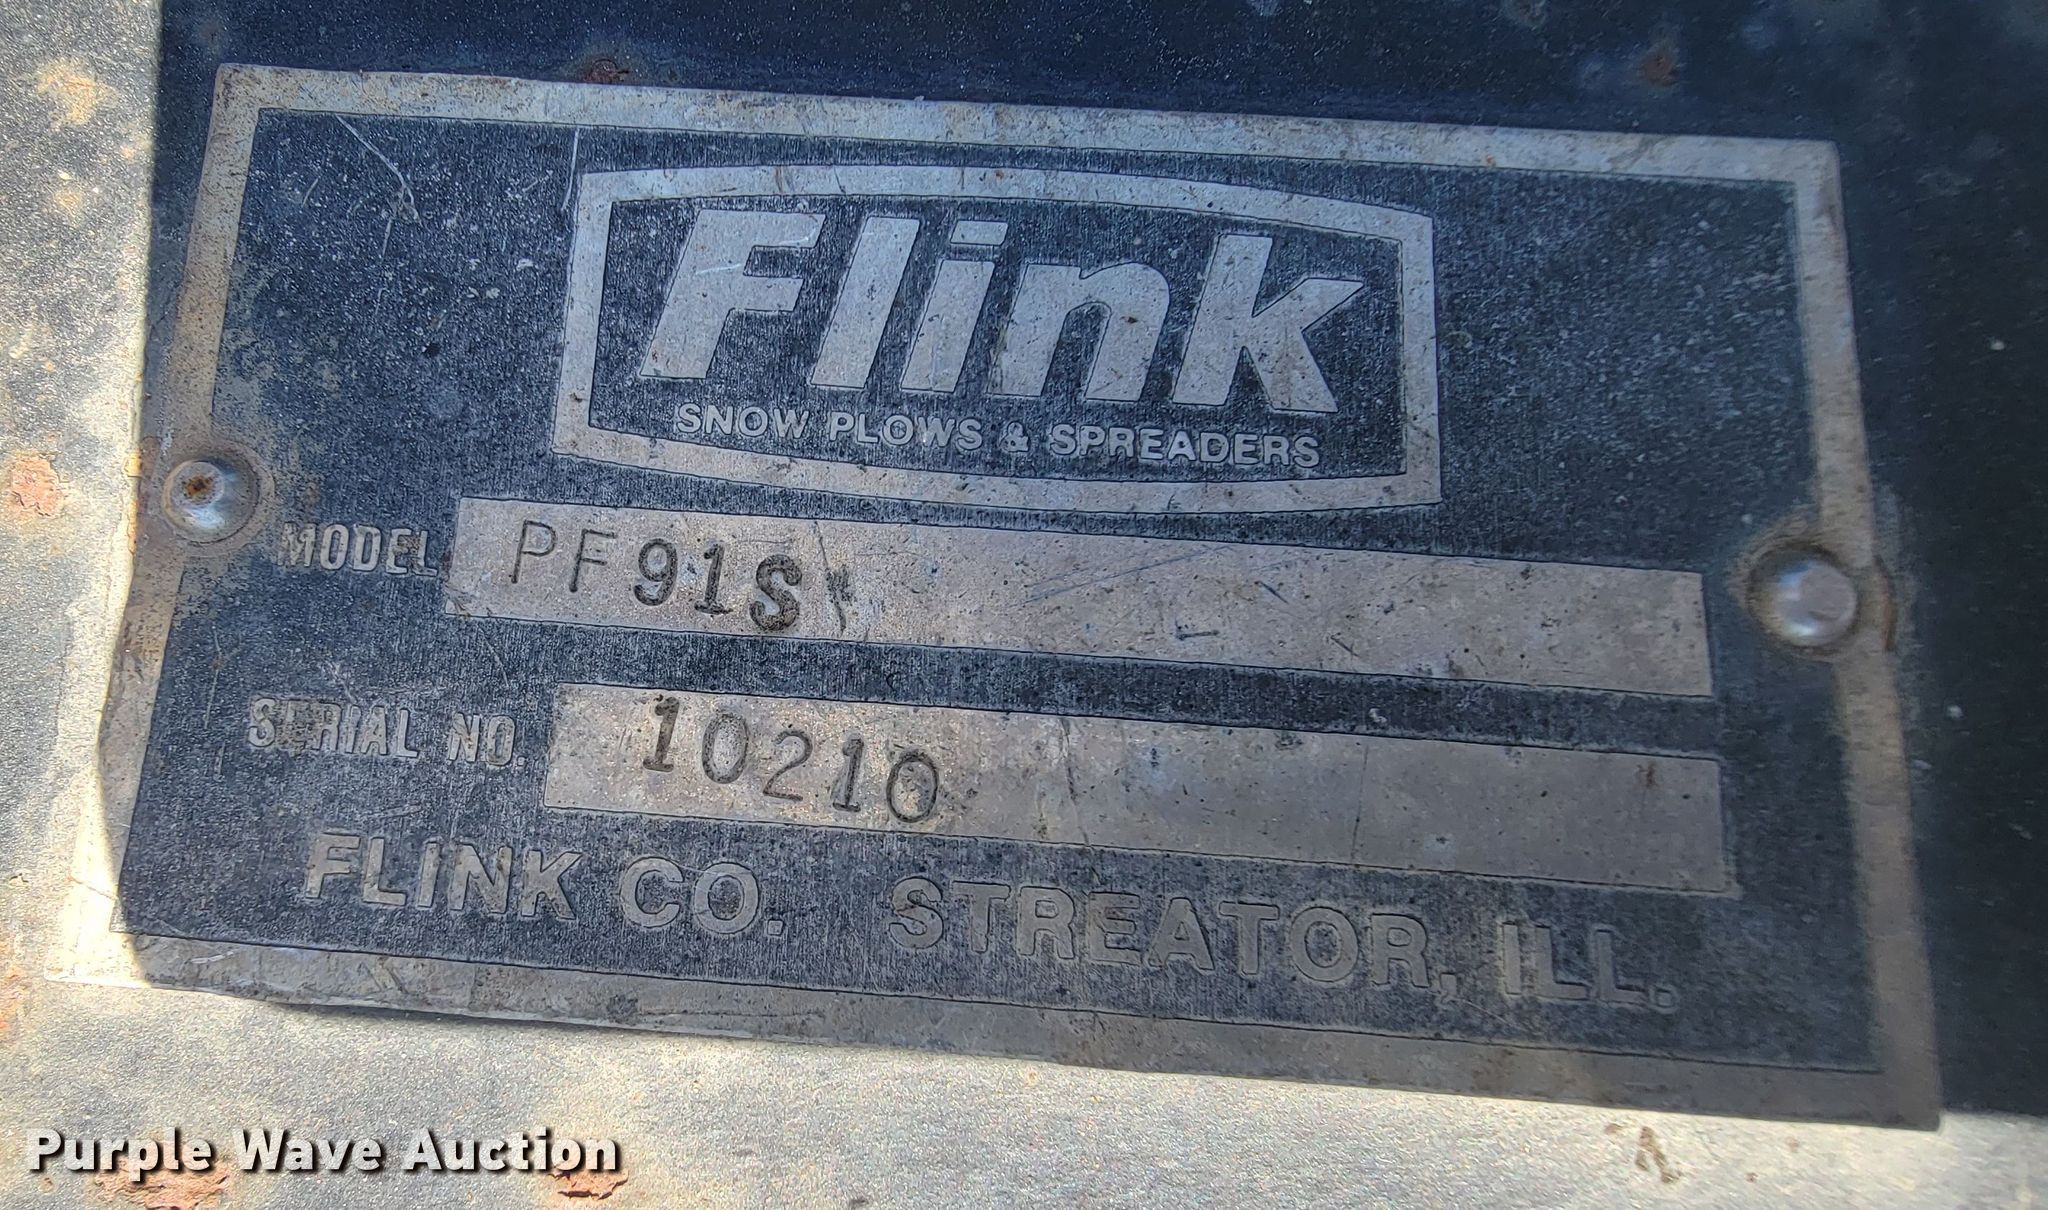 Flink
SNOW PLOWS & SPREADERS
MODEL PF91S
SERIAL NO. 10210
FLINK CO. STREATOR, ILL.
Purple Wave Auction